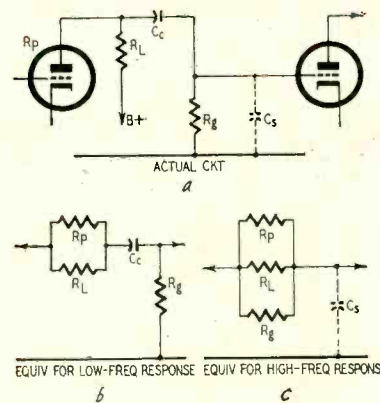 Rp
RL
Cc
B+
Rg
Cs
ACTUAL CKT
a
Rp
RL
Cc
Rg
EQUIV FOR LOW-FREQ RESPONSE
b
Rp
RL
Rg
Cs
EQUIV FOR HIGH-FREQ RESPONS
c